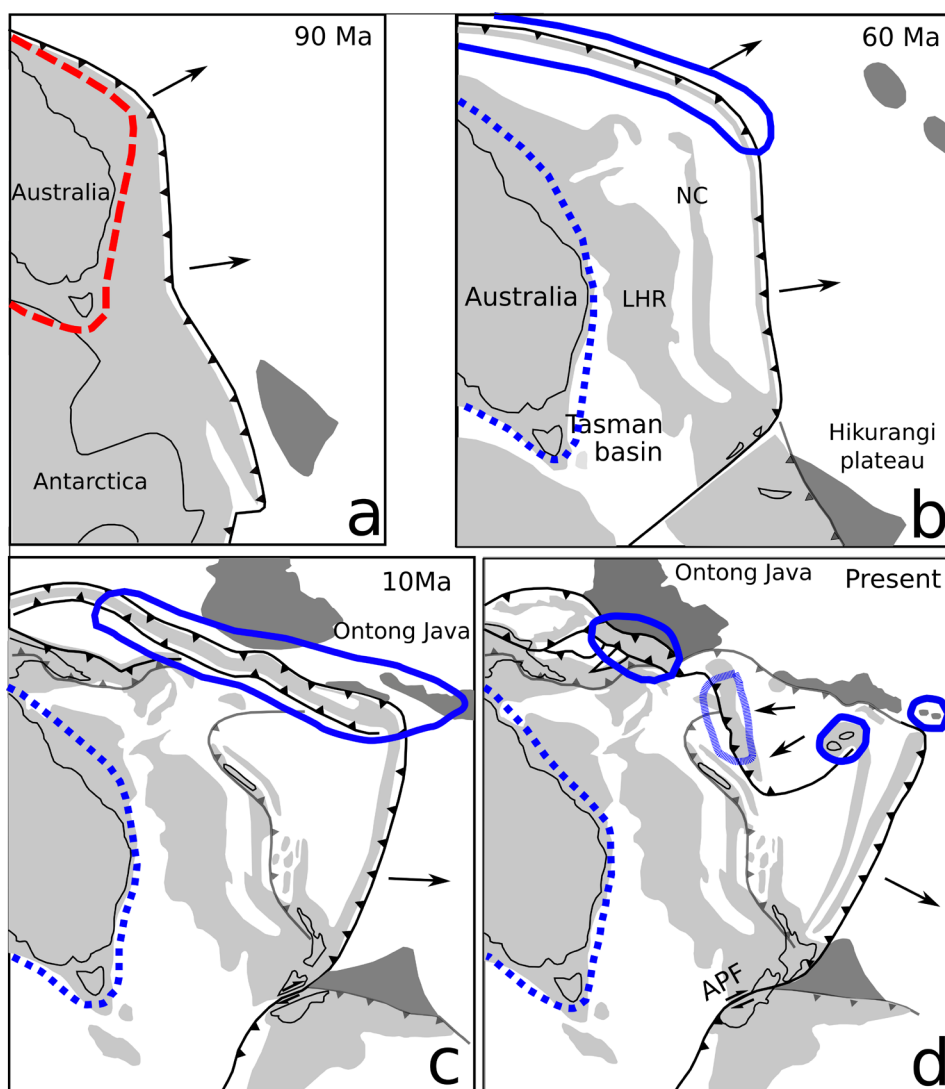 90 Ma
Australia
Antarctica
a
60 Ma
NC
Australia
LHR
Tasman
basin
Hikurangi
plateau
b
10Ma
Ontong Java
c
Ontong Java
Present
APF
d